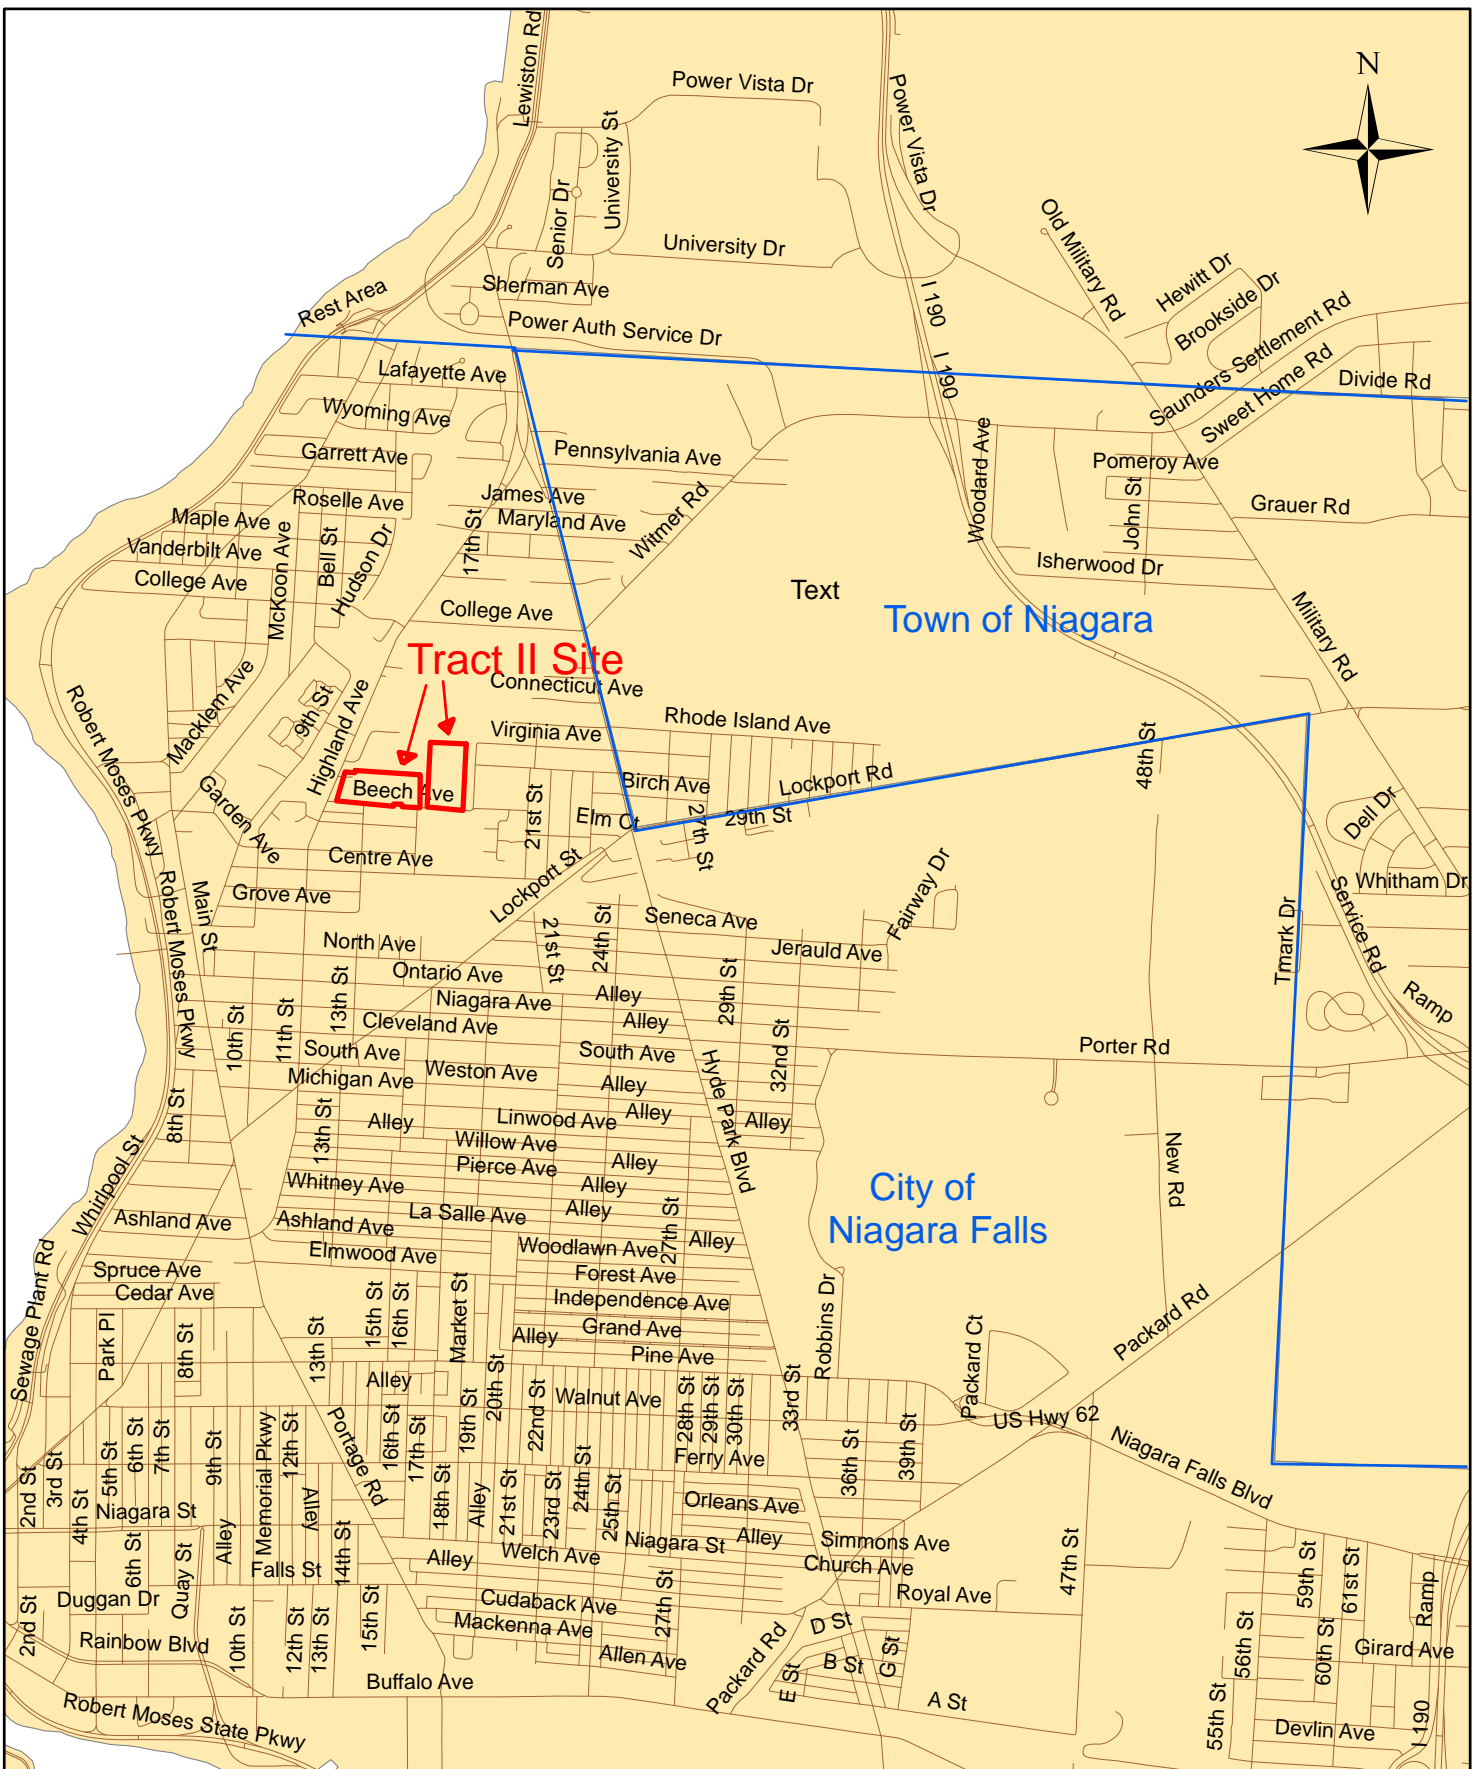 Lewiston Rd
Power Vista Dr
N
University St
Power Vista Dr
Senior Dr
University Dr
Old Military Rd
Hewitt Dr
Brookside Dr
Sherman Ave
Rest Area
I 190
Saunders Settlement Rd
Power Auth Service Dr
I 190
Sweet Home Rd
Divide Rd
Lafayette Ave
Wyoming Ave
Woodard Ave
Garrett Ave
Pennsylvania Ave
Pomeroy Ave
Roselle Ave
James Ave
Witmer Rd
John St
Grauer Rd
Maple Ave
Maryland Ave
Vanderbilt Ave
McKoon Ave
Bell St
Hudson Dr
17th St
Isherwood Dr
College Ave
College Ave
Text
Town of Niagara
Military Rd
Tract II Site
Connecticut Ave
Macklem Ave
9th St
Highland Ave
Rhode Island Ave
Robert Moses Pkwy
Virginia Ave
48th St
Birch Ave
Lockport Rd
Beech Ave
Garden Ave
21st St
Elm Ct
27th St
29th St
Dell Dr
Centre Ave
Lockport St
Whitham Dr
Grove Ave
Main St
Robert Moses Pkwy
Fairway Dr
Seneca Ave
Jerauld Ave
Tmark Dr
Service Rd
North Ave
21st St
24th St
Ontario Ave
13th St
Niagara Ave
Alley
29th St
Ramp
10th St
11th St
Cleveland Ave
Alley
32nd St
South Ave
South Ave
Porter Rd
Michigan Ave
Weston Ave
Alley
Hyde Park Blvd
8th St
13th St
Alley
Linwood Ave
Alley
Alley
Willow Ave
Whirlpool St
Pierce Ave
Alley
New Rd
Whitney Ave
Alley
City of
Niagara Falls
Ashland Ave
Ashland Ave
La Salle Ave
Alley
27th St
Alley
Elmwood Ave
Woodlawn Ave
Sewage Plant Rd
Spruce Ave
Forest Ave
Cedar Ave
Independence Ave
Park Pl
8th St
13th St
15th St
16th St
Market St
Alley
Grand Ave
Robbins Dr
Packard Ct
Packard Rd
Pine Ave
Alley
20th St
Walnut Ave
33rd St
US Hwy 62
2nd St
3rd St
4th St
5th St
6th St
7th St
9th St
Memorial Pkwy
12th St
Portage Rd
16th St
17th St
19th St
22nd St
28th St
29th St
30th St
36th St
39th St
Niagara Falls Blvd
Ferry Ave
Niagara St
Alley
Alley
18th St
Alley
21st St
23rd St
24th St
25th St
Orleans Ave
Niagara St
Alley
Simmons Ave
6th St
Quay St
Falls St
14th St
Alley
Welch Ave
Church Ave
47th St
59th St
61st St
Ramp
2nd St
Duggan Dr
Cudaback Ave
27th St
Royal Ave
Rainbow Blvd
10th St
12th St
13th St
15th St
Mackenna Ave
D St
56th St
60th St
Girard Ave
Allen Ave
Packard Rd
E St
B St
G St
Buffalo Ave
A St
Robert Moses State Pkwy
55th St
Devlin Ave
I 190